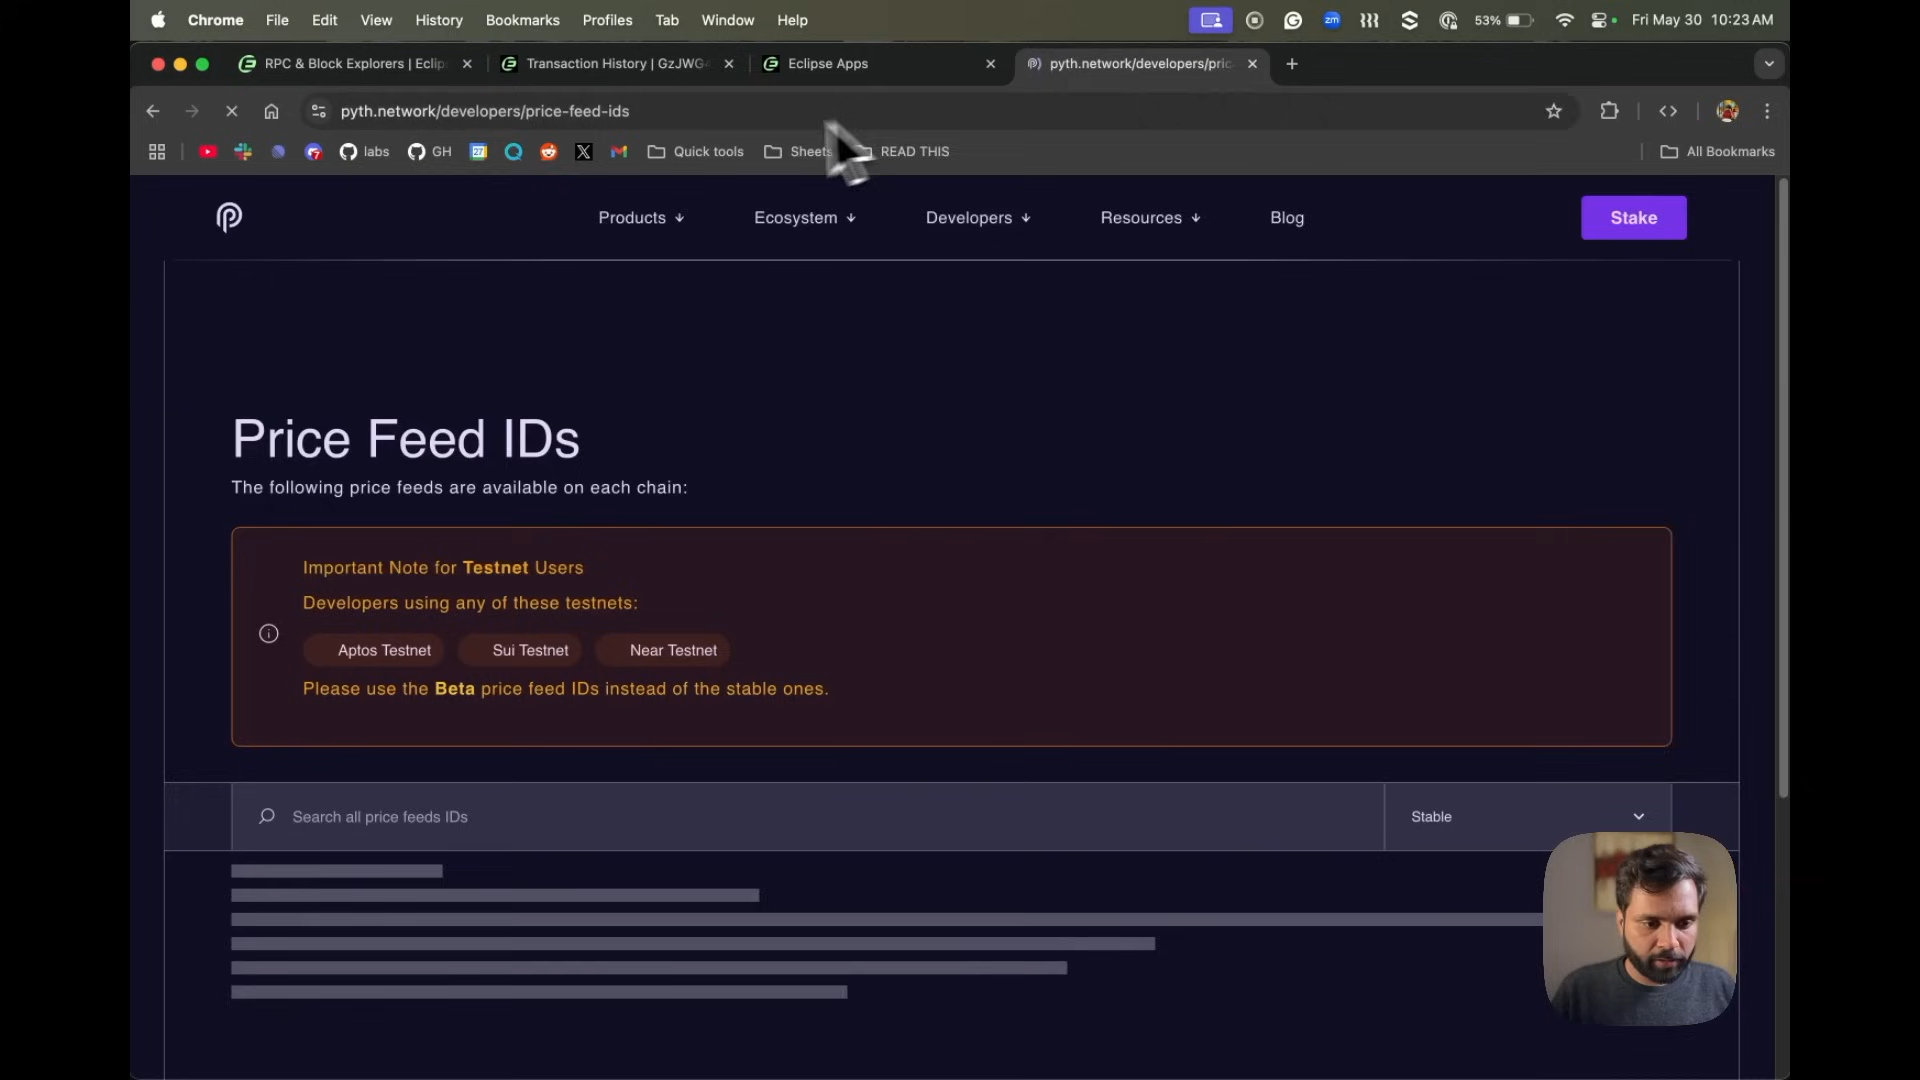 Chrome File Edit View History Bookmarks Profiles Tab Window Help 53% Fri May 30 10:23 AM
RPC & Block Explorers | Eclip Transaction History | GzJWG Eclipse Apps pyth.network/developers/pric
pyth.network/developers/price-feed-ids
labs GH Quick tools Sheets READ THIS All Bookmarks
Products Ecosystem Developers Resources Blog Stake
Price Feed IDs
The following price feeds are available on each chain:
Important Note for Testnet Users
Developers using any of these testnets:
Aptos Testnet Sui Testnet Near Testnet
Please use the Beta price feed IDs instead of the stable ones.
Search all price feeds IDs Stable